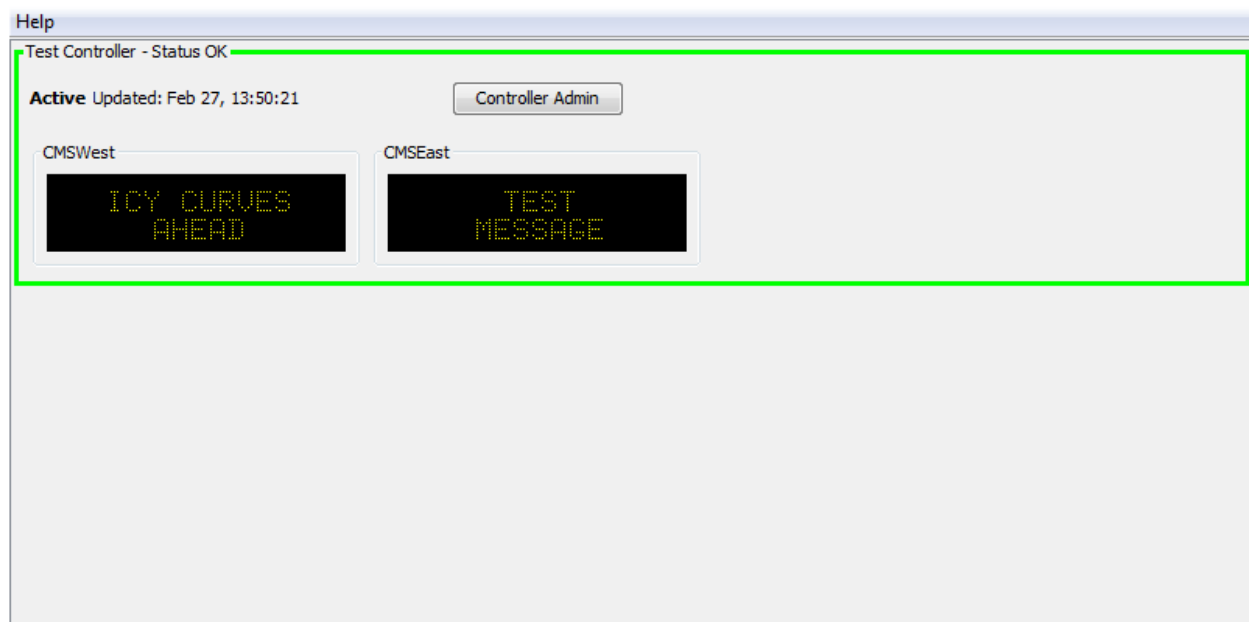 Help
Test Controller - Status OK
Active Updated: Feb 27, 13:50:21
Controller Admin
CMSWest
ICY CURVES
AHEAD
CMSEast
TEST
MESSAGE